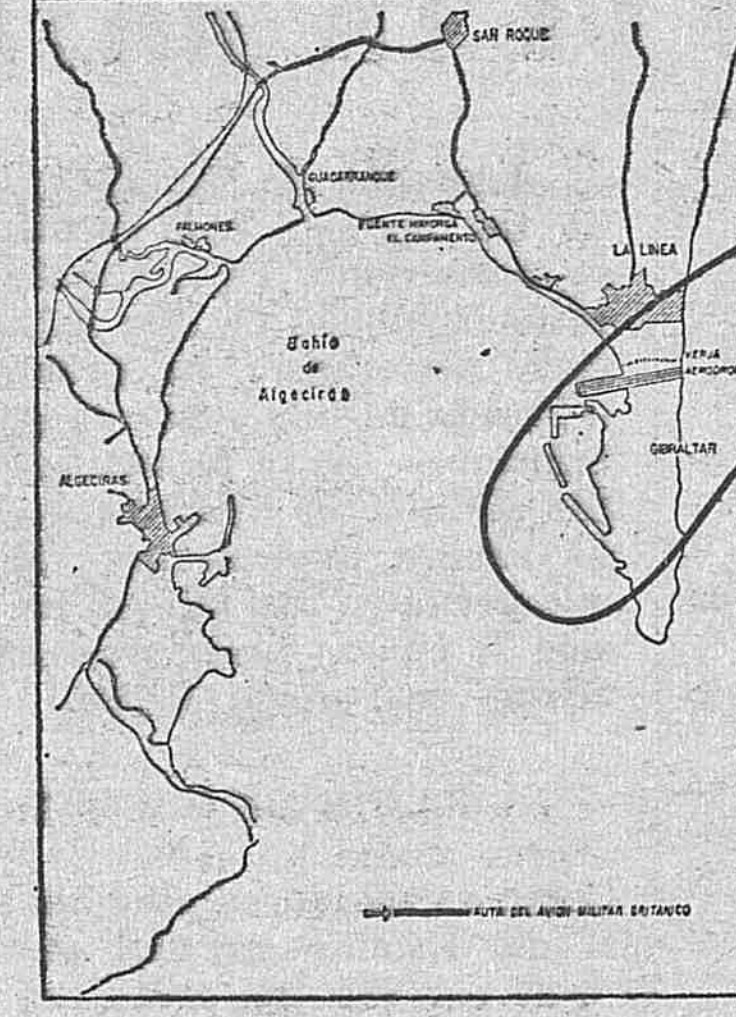 SAN ROQUE
GUADARRANQUE
PALMONES
PUENTE MAYORGA
EL CAMPAMENTO
LA LINEA
Bahía
de
Algeciras
VERJA
AERODROM
GIBRALTAR
ALGECIRAS
RUTA DEL AVION MILITAR BRITANICO